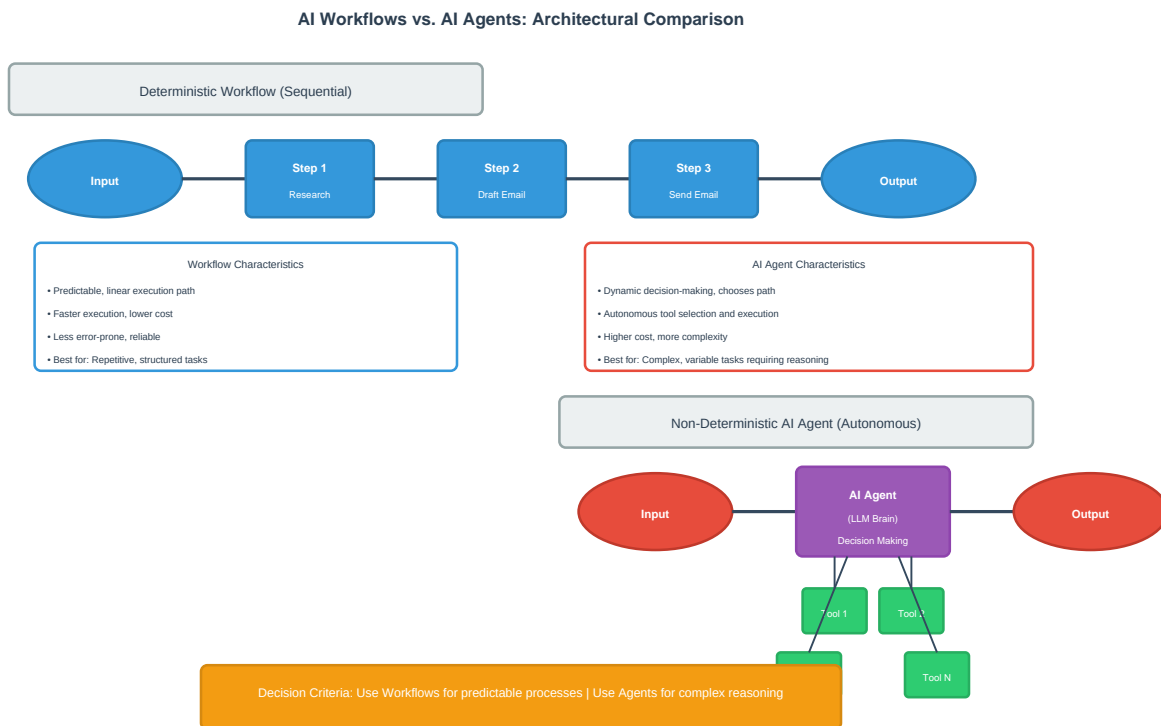 AI Workflows vs. AI Agents: Architectural Comparison
Deterministic Workflow (Sequential)
Input
Step 1
Research
Step 2
Draft Email
Step 3
Send Email
Output
Workflow Characteristics
• Predictable, linear execution path
• Faster execution, lower cost
• Less error-prone, reliable
• Best for: Repetitive, structured tasks
AI Agent Characteristics
• Dynamic decision-making, chooses path
• Autonomous tool selection and execution
• Higher cost, more complexity
• Best for: Complex, variable tasks requiring reasoning
Non-Deterministic AI Agent (Autonomous)
Input
AI Agent
(LLM Brain)
Decision Making
Output
Tool 1
Tool 2
Tool N
Decision Criteria: Use Workflows for predictable processes | Use Agents for complex reasoning